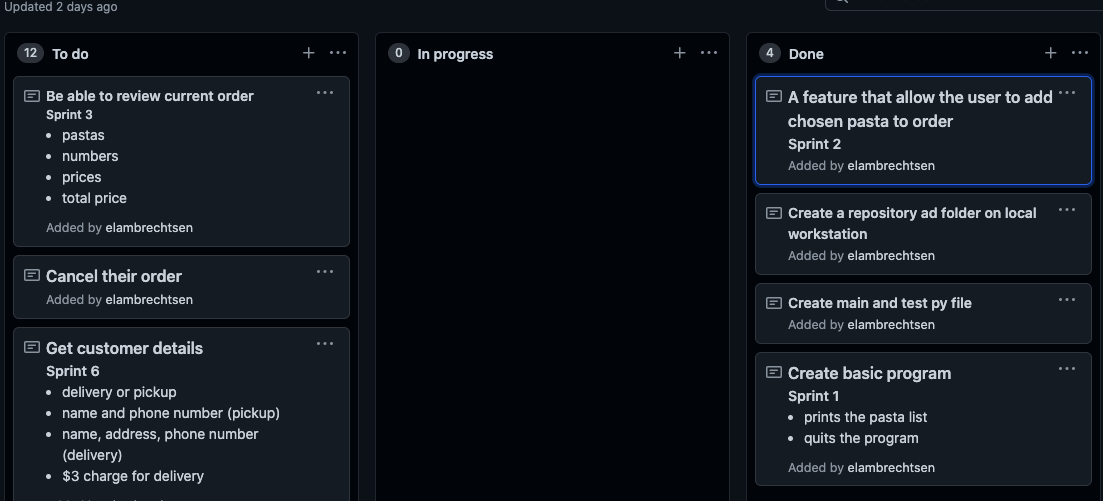 Updated 2 days ago
12 To do
Be able to review current order
Sprint 3
pastas
numbers
prices
total price
Added by elambrechtsen
Cancel their order
Added by elambrechtsen
Get customer details
Sprint 6
delivery or pickup
name and phone number (pickup)
name, address, phone number
(delivery)
$3 charge for delivery
0 In progress
4 Done
A feature that allow the user to add
chosen pasta to order
Sprint 2
Added by elambrechtsen
Create a repository ad folder on local
workstation
Added by elambrechtsen
Create main and test py file
Added by elambrechtsen
Create basic program
Sprint 1
prints the pasta list
quits the program
Added by elambrechtsen